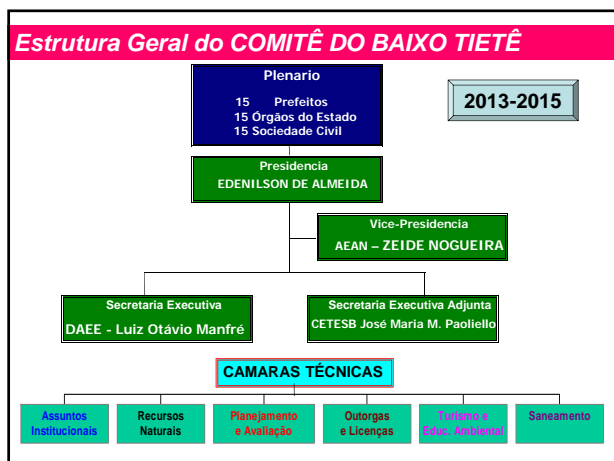 Estrutura Geral do COMITÊ DO BAIXO TIETÊ
Plenario
15 Prefeitos
15 Órgãos do Estado
15 Sociedade Civil
2013-2015
Presidencia
EDENILSON DE ALMEIDA
Vice-Presidencia
AEAN – ZEIDE NOGUEIRA
Secretaria Executiva
DAEE - Luiz Otávio Manfré
Secretaria Executiva Adjunta
CETESB José Maria M. Paoliello
CAMARAS TÉCNICAS
Assuntos
Institucionais
Recursos
Naturais
Planejamento
e Avaliação
Outorgas
e Licenças
Turismo e
Educ. Ambiental
Saneamento